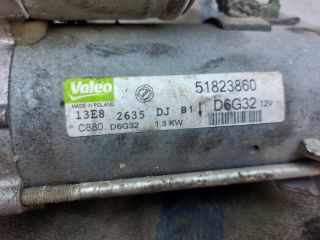 Valeo
MADE IN POLAND
51823860
13E8 2635 DJ B1
D6G32 12V
C880 D6G32 1.3 KW